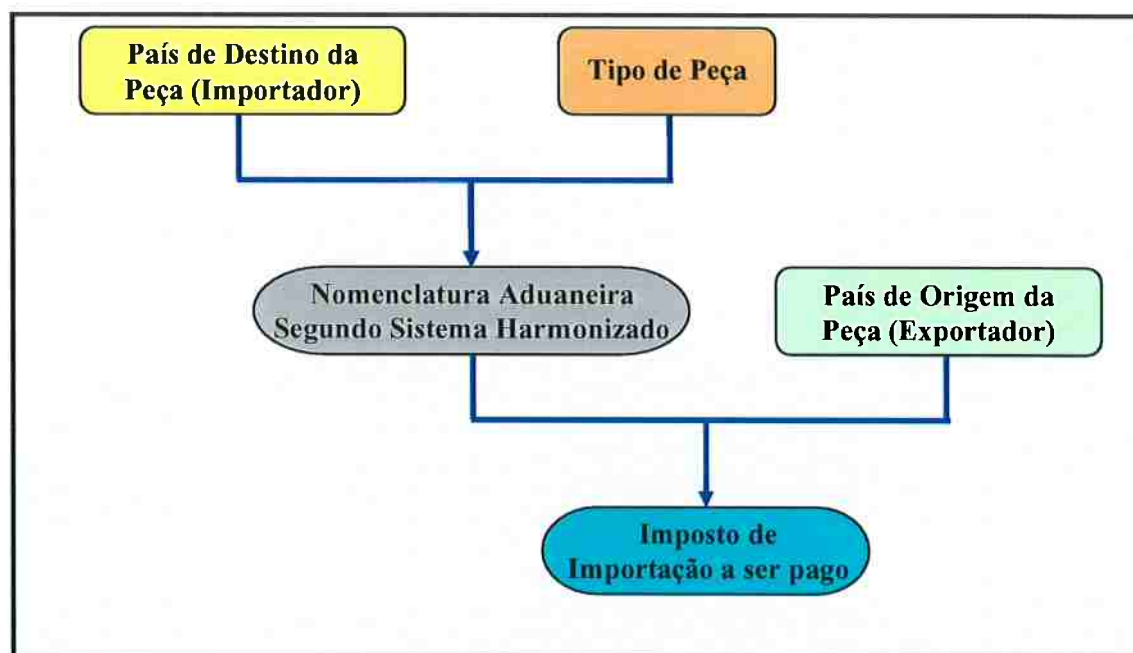 País de Destino da
Peça (Importador)
Tipo de Peça
Nomenclatura Aduaneira
Segundo Sistema Harmonizado
País de Origem da
Peça (Exportador)
Imposto de
Importação a ser pago